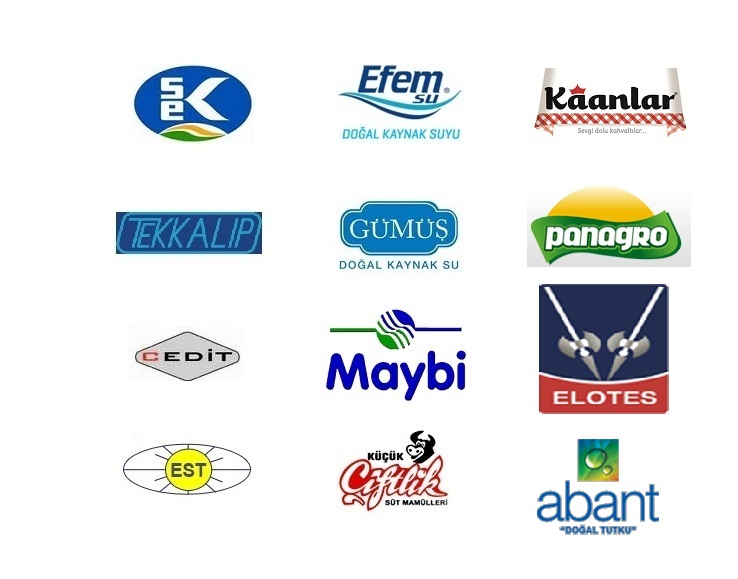 SEK
Efem
su
DOĞAL KAYNAK SUYU
Kaanlar
Sevgi dolu kahvaltılar...
TEKKALIP
GÜMÜŞ
DOĞAL KAYNAK SU
panagro
CEDİT
Maybi
ELOTES
EST
KÜÇÜK
Çiftlik
SÜT MAMÜLLERİ
abant
"DOĞAL TUTKU"